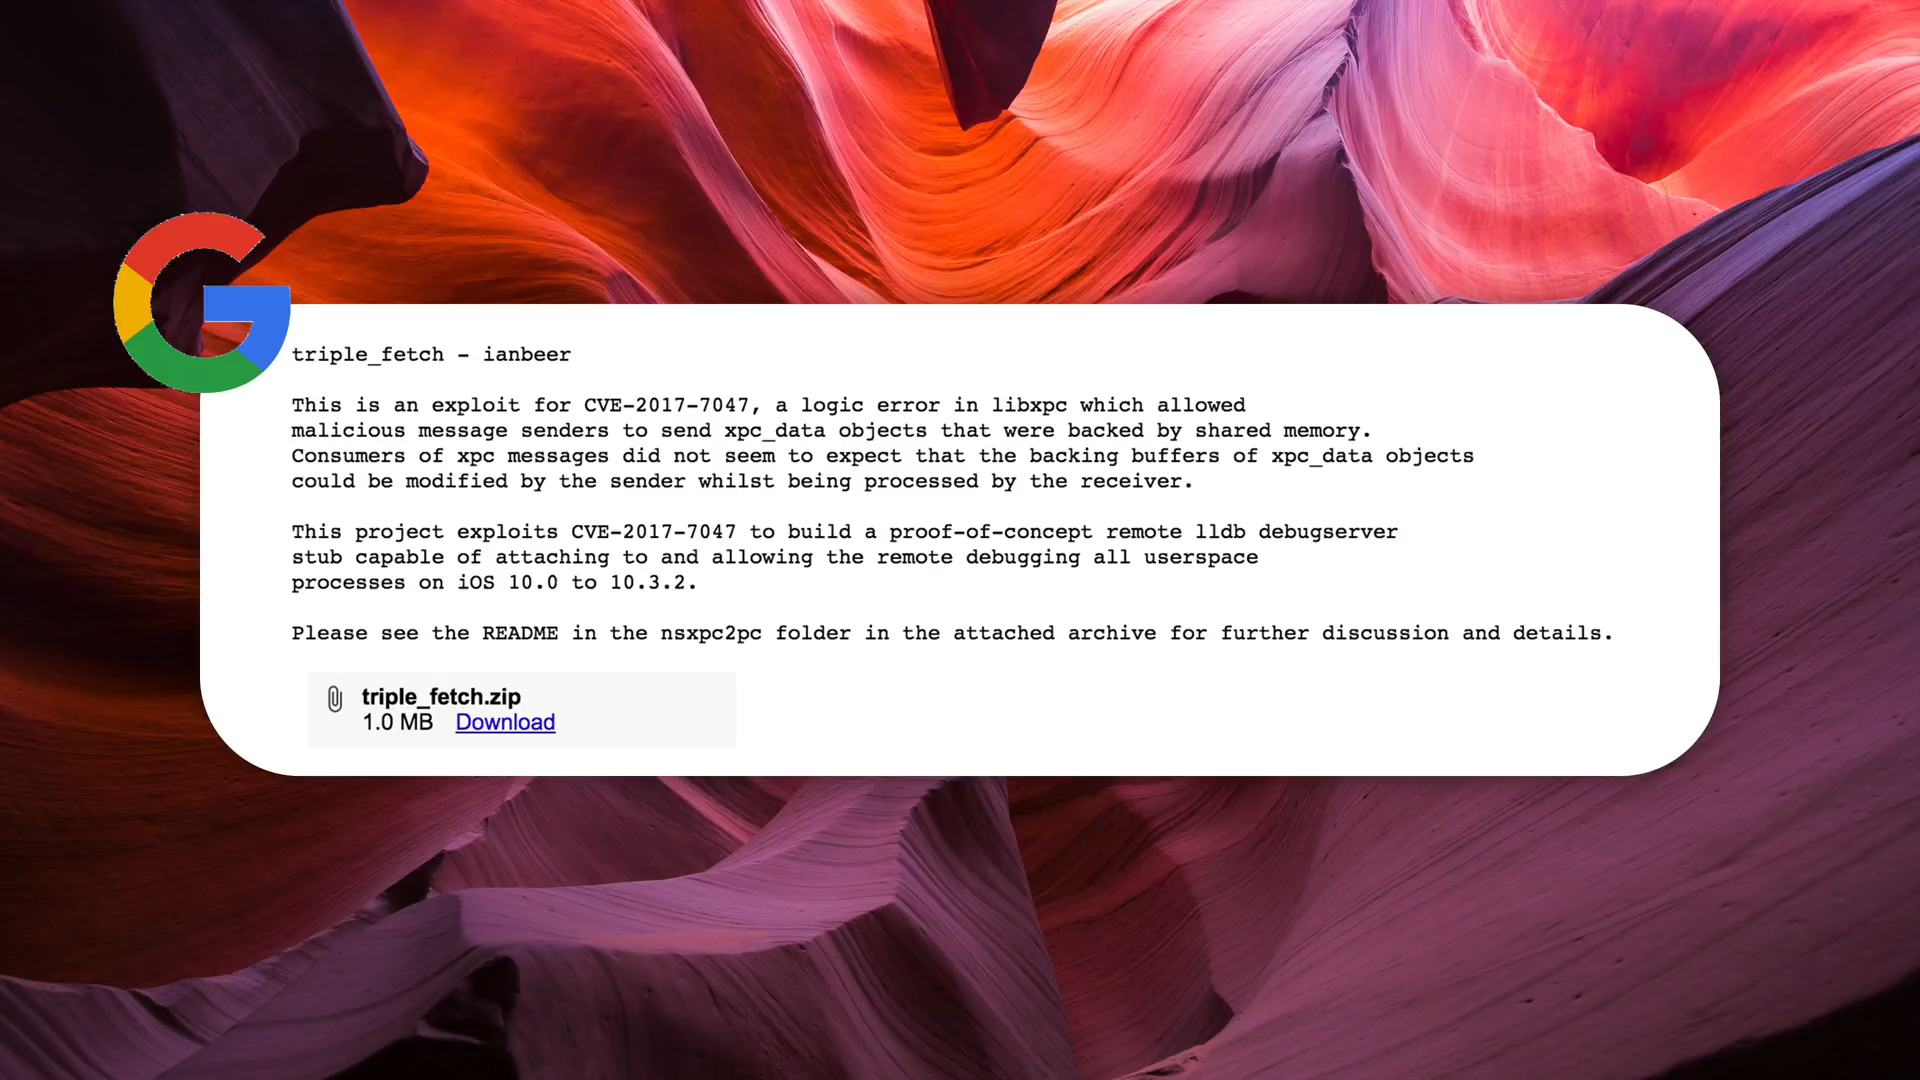 triple_fetch - ianbeer
This is an exploit for CVE-2017-7047, a logic error in libxpc which allowed
malicious message senders to send xpc_data objects that were backed by shared memory.
Consumers of xpc messages did not seem to expect that the backing buffers of xpc_data objects
could be modified by the sender whilst being processed by the receiver.
This project exploits CVE-2017-7047 to build a proof-of-concept remote lldb debugserver
stub capable of attaching to and allowing the remote debugging all userspace
processes on iOS 10.0 to 10.3.2.
Please see the README in the nsxpc2pc folder in the attached archive for further discussion and details.
triple_fetch.zip
1.0 MB Download